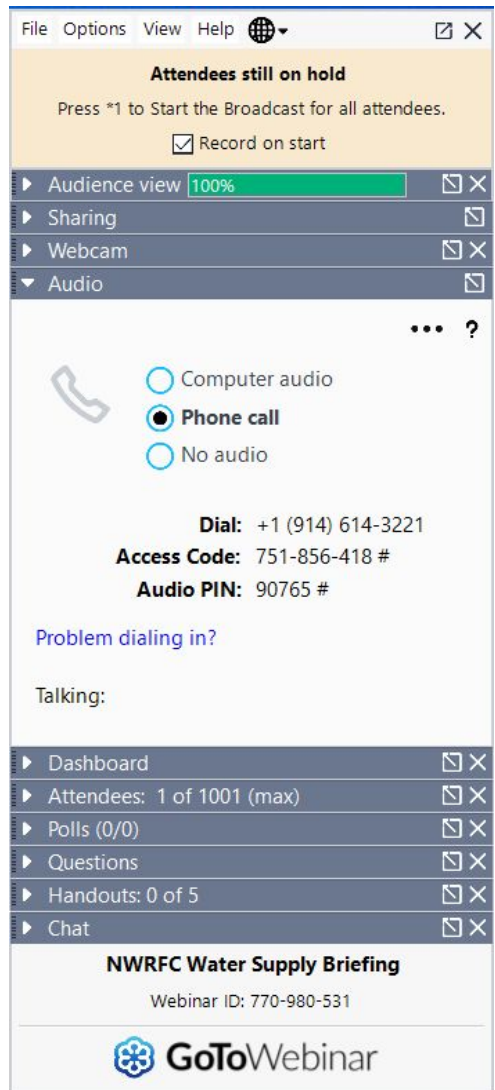 File Options View Help
Attendees still on hold
Press *1 to Start the Broadcast for all attendees.
Record on start
Audience view 100%
Sharing
Webcam
Audio
... ?
Computer audio
Phone call
No audio
Dial: +1 (914) 614-3221
Access Code: 751-856-418 #
Audio PIN: 90765 #
Problem dialing in?
Talking:
Dashboard
Attendees: 1 of 1001 (max)
Polls (0/0)
Questions
Handouts: 0 of 5
Chat
NWRFC Water Supply Briefing
Webinar ID: 770-980-531
GoToWebinar